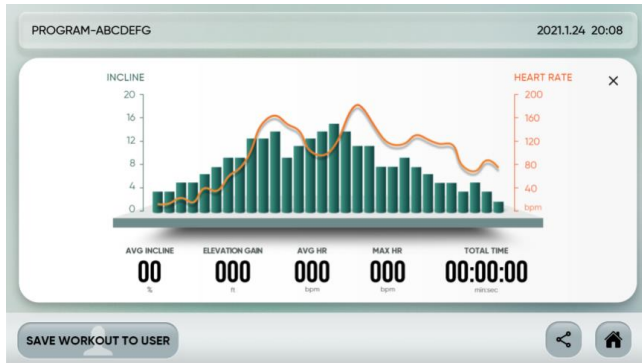 PROGRAM-ABCDEFG 2021.1.24 20:08
INCLINE HEART RATE
20 200
16 160
12 120
8 80
4 40
0 bpm
AVG INCLINE ELEVATION GAIN AVG HR MAX HR TOTAL TIME
00 000 000 000 00:00:00
% ft bpm bpm min:sec
SAVE WORKOUT TO USER